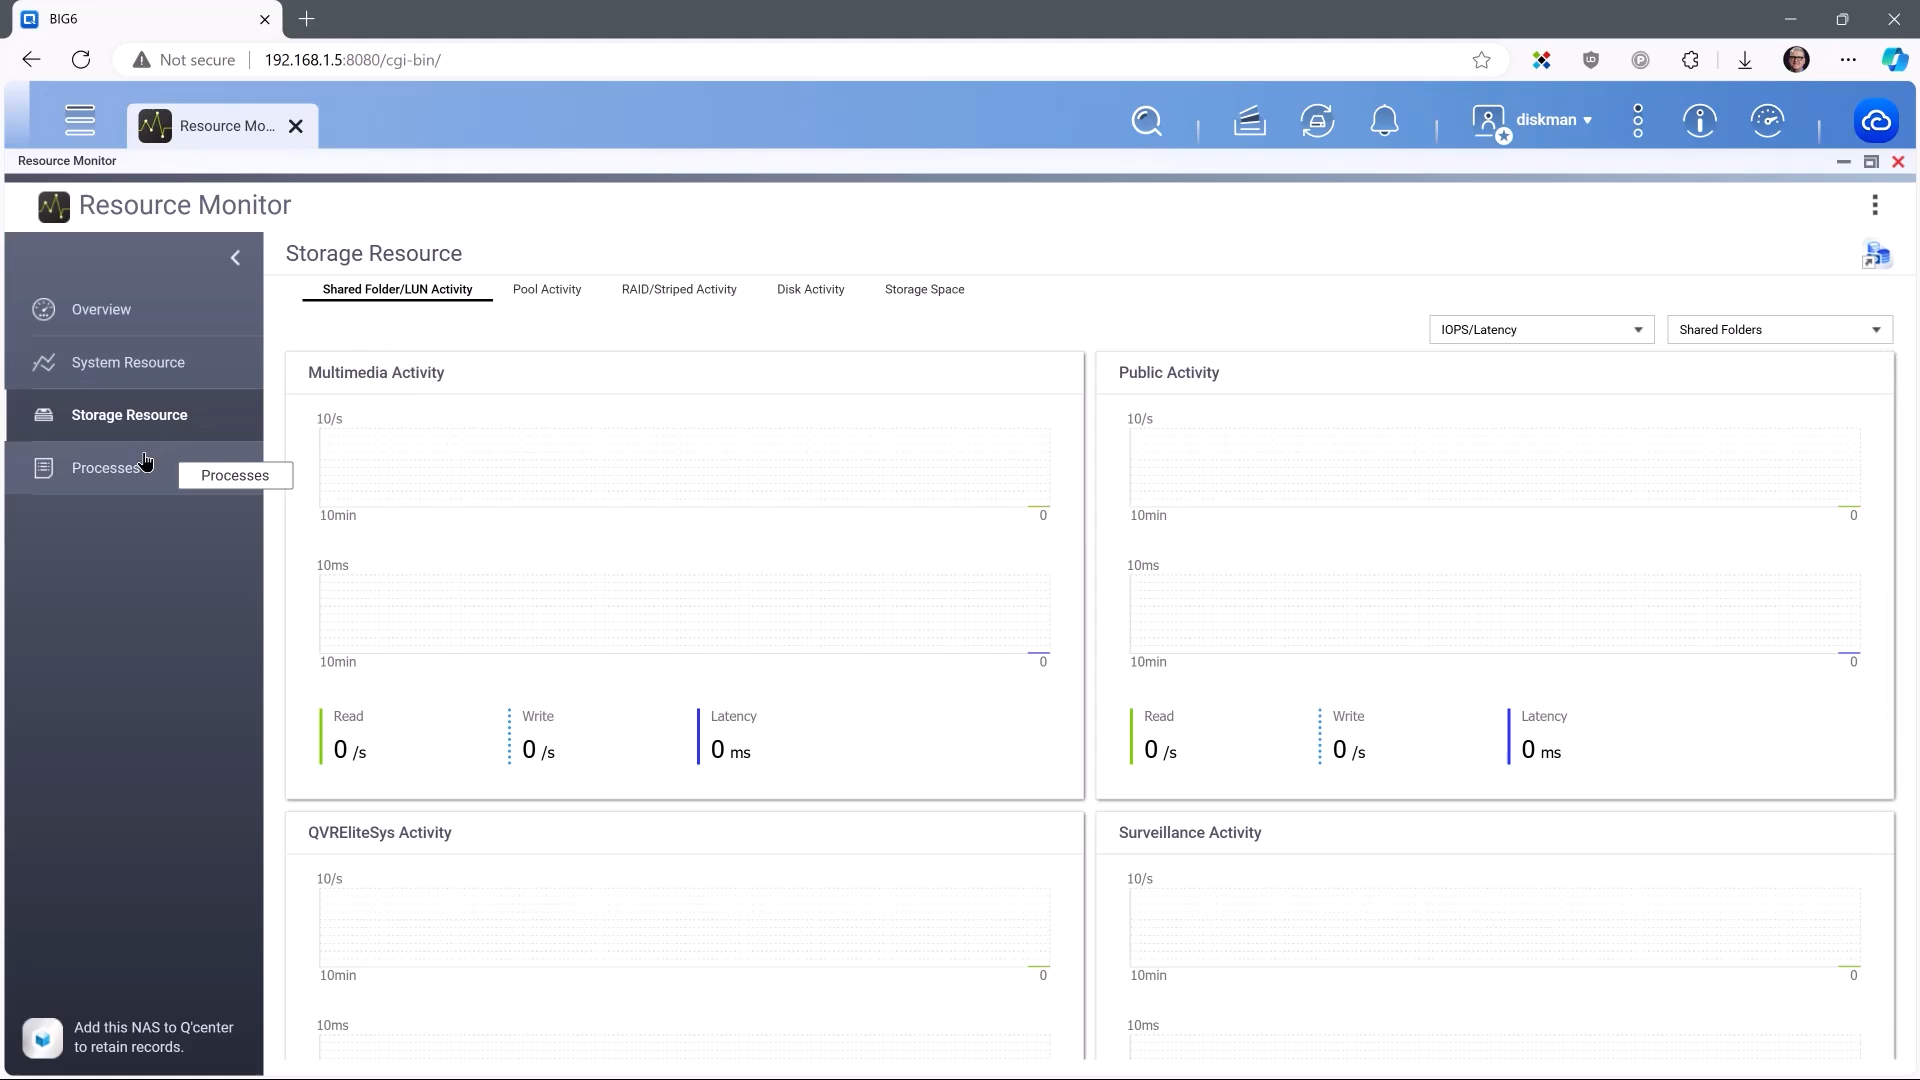 BIG6
Not secure
192.168.1.5:8080/cgi-bin/
Resource Mo...
diskman
Resource Monitor
Resource Monitor
Overview
System Resource
Storage Resource
Processes
Processes
Add this NAS to Q'center
to retain records.
Storage Resource
Shared Folder/LUN Activity
Pool Activity
RAID/Striped Activity
Disk Activity
Storage Space
IOPS/Latency
Shared Folders
Multimedia Activity
10/s
10min
0
10ms
10min
0
Read
0 /s
Write
0 /s
Latency
0 ms
Public Activity
10/s
10min
0
10ms
10min
0
Read
0 /s
Write
0 /s
Latency
0 ms
QVREliteSys Activity
10/s
10min
0
10ms
Surveillance Activity
10/s
10min
0
10ms